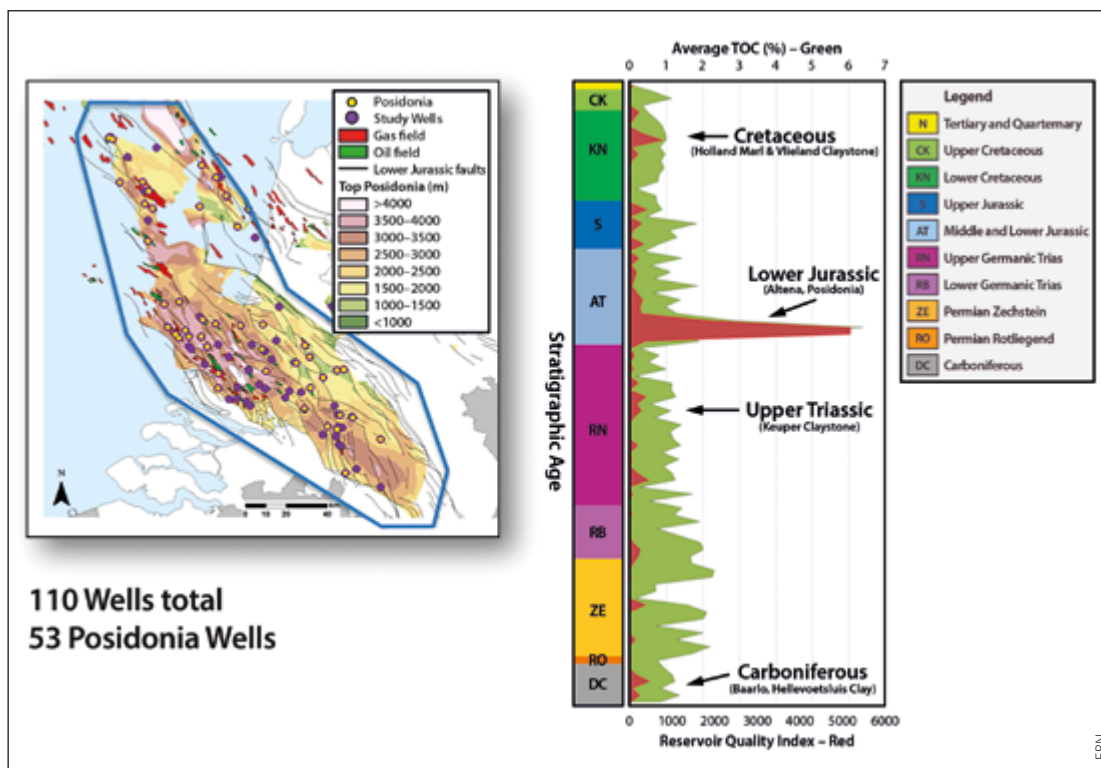 Posidonia
Study Wells
Gas field
Oil field
Lower Jurassic faults
Top Posidonia (m)
>4000
3500–4000
3000–3500
2500–3000
2000–2500
1500–2000
1000–1500
<1000
N
0 10 20 40
110 Wells total
53 Posidonia Wells
Average TOC (%) – Green
0 1 2 3 4 5 6 7
Stratigraphic Age
CK
KN
S
AT
RN
RB
ZE
RO
DC
Cretaceous
(Holland Marl & Vlieland Claystone)
Lower Jurassic
(Altena, Posidonia)
Upper Triassic
(Keuper Claystone)
Carboniferous
(Baarlo, Hellevoetsluis Clay)
0 1000 2000 3000 4000 5000 6000
Reservoir Quality Index – Red
Legend
N Tertiary and Quarternary
CK Upper Cretaceous
KN Lower Cretaceous
S Upper Jurassic
AT Middle and Lower Jurassic
RN Upper Germanic Trias
RB Lower Germanic Trias
ZE Permian Zechstein
RO Permian Rotliegend
DC Carboniferous
EBN